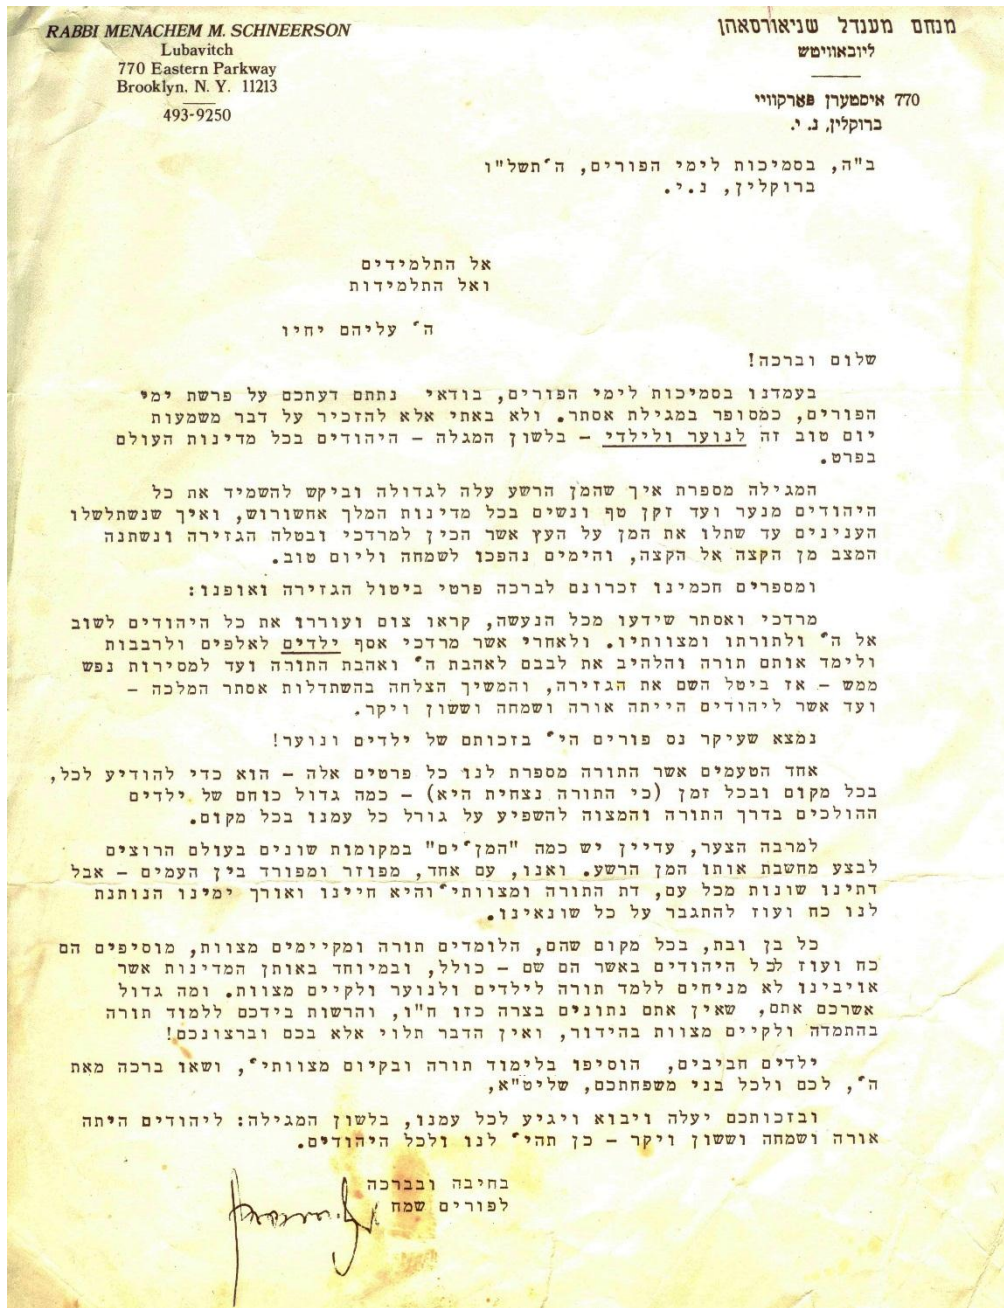 RABBI MENACHEM M. SCHNEERSON
Lubavitch
770 Eastern Parkway
Brooklyn, N. Y. 11213
493-9250
מנחם מענדל שניאורסאהן
ליובאוויטש
770 איסטערן פארקוויי
ברוקלין, נ. י.
ב"ה, בסמיכות לימי הפורים, ה'תשל"ו
ברוקלין, נ.י.
אל התלמידים
ואל התלמידות
ה' עליהם יחיו
שלום וברכה!
בעמדנו בסמיכות לימי הפורים, בודאי נתתם דעתכם על פרשת ימי
הפורים, כמסופר במגילת אסתר. ולא באתי אלא להזכיר על דבר משמעות
יום טוב זה לנוער ולילדי – בלשון המגלה – היהודים בכל מדינות העולם
בפרט.
המגילה מספרת איך שהמן הרשע עלה לגדולה וביקש להשמיד את כל
היהודים מנער ועד זקן טף ונשים בכל מדינות המלך אחשורוש, ואיך שנשתלשלו
הענינים עד שתלו את המן על העץ אשר הכין למרדכי ובטלה הגזירה ונשתנה
המצב מן הקצה אל הקצה, והימים נהפכו לשמחה וליום טוב.
ומספרים חכמינו זכרונם לברכה פרטי ביטול הגזירה ואופנו:
מרדכי ואסתר שידעו מכל הנעשה, קראו צום ועוררו את כל היהודים לשוב
אל ה' ולתורתו ומצוותיו. ולאחרי אשר מרדכי אסף ילדים לאלפים ולרבבות
ולימד אותם תורה והלהיב את לבבם לאהבת ה' ואהבת התורה ועד למסירות נפש
ממש – אז ביטל השם את הגזירה, והמשיך הצלחה בהשתדלות אסתר המלכה –
ועד אשר ליהודים הייתה אורה ושמחה וששון ויקר.
נמצא שעיקר נס פורים הי' בזכותם של ילדים ונוער!
אחד הטעמים אשר התורה מספרת לנו כל פרטים אלה – הוא כדי להודיע לכל,
בכל מקום ובכל זמן (כי התורה נצחית היא) – כמה גדול כוחם של ילדים
ההולכים בדרך התורה והמצוה להשפיע על גורל כל עמנו בכל מקום.
למרבה הצער, עדיין יש כמה "המן'ים" במקומות שונים בעולם הרוצים
לבצע מחשבת אותו המן הרשע. ואנו, עם אחד, מפוזר ומפורד בין העמים – אבל
דתינו שונות מכל עם, דת התורה ומצוותי' והיא חיינו ואורך ימינו הנותנת
לנו כח ועוז להתגבר על כל שונאינו.
כל בן ובת, בכל מקום שהם, הלומדים תורה ומקיימים מצוות, מוסיפים הם
כח ועוז לכל היהודים באשר הם שם – כולל, ובמיוחד באותן המדינות אשר
אויבינו לא מניחים ללמד תורה לילדים ולנוער ולקיים מצוות. ומה גדול
אשרכם אתם, שאין אתם נתונים בצרה כזו ח"ו, והרשות בידכם ללמוד תורה
בהתמדה ולקיים מצוות בהידור, ואין הדבר תלוי אלא בכם וברצונכם!
ילדים חביבים, הוסיפו בלימוד תורה ובקיום מצוותי', ושאו ברכה מאת
ה', לכם ולכל בני משפחתכם, שליט"א,
ובזכותכם יעלה ויבוא ויגיע לכל עמנו, בלשון המגילה: ליהודים היתה
אורה ושמחה וששון ויקר – כן תהי' לנו ולכל היהודים.
בחיבה ובברכה
לפורים שמח